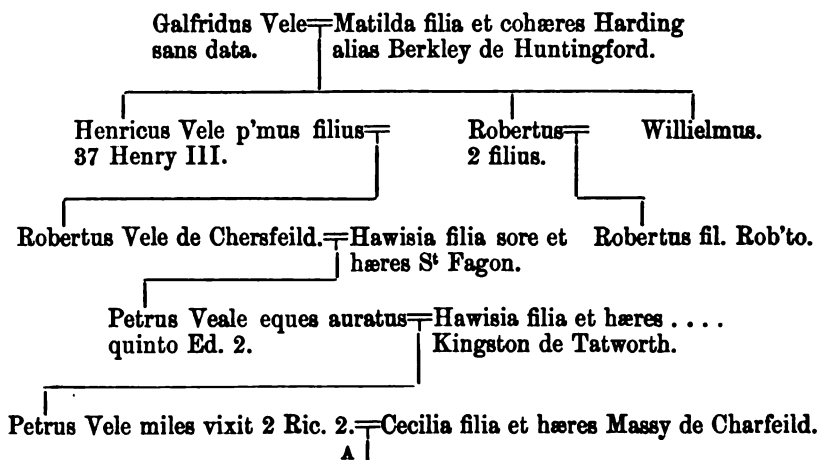 Galfridus Vele Matilda filia et cohæres Harding
sans data. alias Berkley de Huntingford.
Henricus Vele p'mus filius Robertus Willielmus.
37 Henry III. 2 filius.
Robertus Vele de Chersfeild. Hawisia filia sore et Robertus fil. Rob'to.
hæres Sᵗ Fagon.
Petrus Veale eques auratus Hawisia filia et hæres . . . .
quinto Ed. 2. Kingston de Tatworth.
Petrus Vele miles vixit 2 Ric. 2. Cecilia filia et hæres Massy de Charfeild.
A